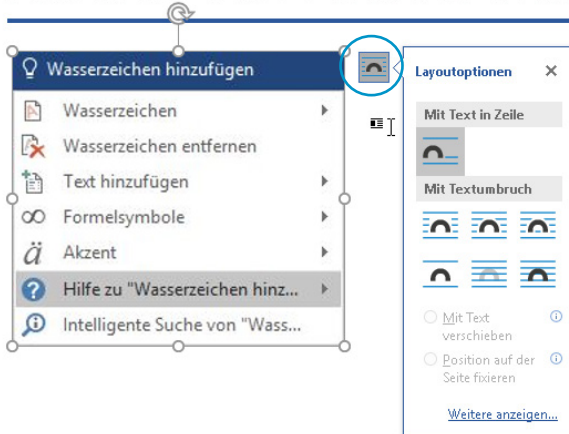 Wasserzeichen hinzufügen
Wasserzeichen
Wasserzeichen entfernen
Text hinzufügen
Formelsymbole
ä Akzent
Hilfe zu "Wasserzeichen hinz...
Intelligente Suche von "Wass...
Layoutoptionen
Mit Text in Zeile
Mit Textumbruch
Mit Text
verschieben
Position auf der
Seite fixieren
Weitere anzeigen...